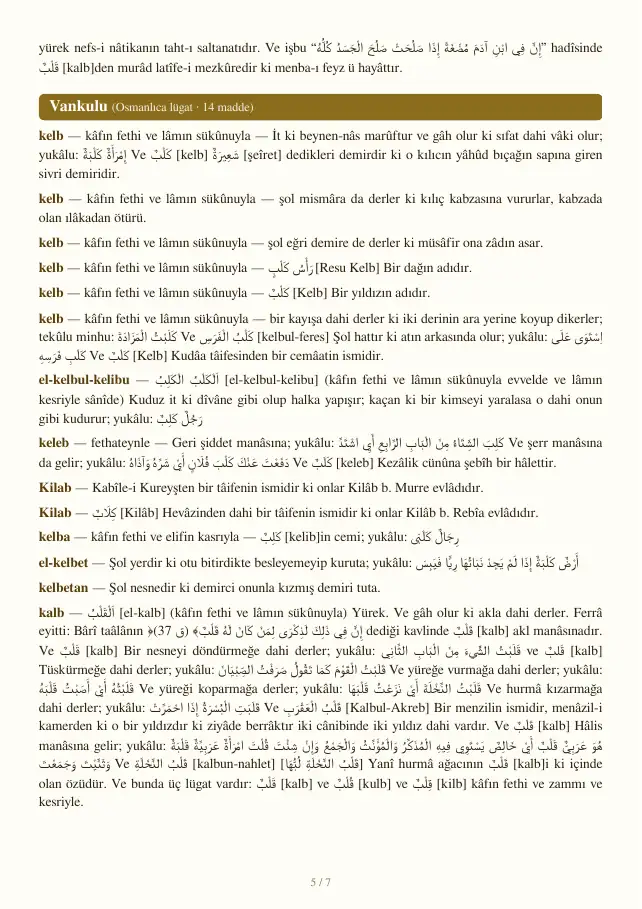 yürek nefs-i nâtikanın taht-ı saltanatıdır. Ve işbu “إِنَّ فِي ابْنِ آدَمَ مُضْغَةً إِذَا صَلُحَتْ صَلُحَ الْجَسَدُ كُلُّهُ” hadîsinde
قَلْبٌ [kalb]den murâd latîfe-i mezkûredir ki menba-ı feyz ü hayâttır.
Vankulu (Osmanlıca lügat · 14 madde)
kelb — kâfın fethi ve lâmın sükûnuyla — İt ki beynen-nâs marûftur ve gâh olur ki sıfat dahi vâki olur;
yukâlu: إِمْرَأَةٌ كَلْبَةٌ Ve كَلْبٌ [kelb] شَعِيرَةٌ [şeîret] dedikleri demirdir ki o kılıcın yâhûd bıçağın sapına giren
sivri demiridir.
kelb — kâfın fethi ve lâmın sükûnuyla — şol mismâra da derler ki kılıç kabzasına vururlar, kabzada
olan ılâkadan ötürü.
kelb — kâfın fethi ve lâmın sükûnuyla — şol eğri demire de derler ki müsâfir ona zâdın asar.
kelb — kâfın fethi ve lâmın sükûnuyla — رَأْسُ كَلْبٍ [Resu Kelb] Bir dağın adıdır.
kelb — kâfın fethi ve lâmın sükûnuyla — كَلْبٌ [Kelb] Bir yıldızın adıdır.
kelb — kâfın fethi ve lâmın sükûnuyla — bir kayışa dahi derler ki iki derinin ara yerine koyup dikerler;
tekûlu minhu: كَلَبْتُ الْمَزَادَةَ Ve كَلْبُ الْفَرَسِ [kelbul-feres] Şol hattır ki atın arkasında olur; yukâlu: اِسْتَوَى عَلَى
كَلْبِ فَرَسِهِ Ve كَلْبٌ [Kelb] Kudâa tâifesinden bir cemâatin ismidir.
el-kelbul-kelibu — اَلْكَلْبُ الْكَلِبُ [el-kelbul-kelibu] (kâfın fethi ve lâmın sükûnuyla evvelde ve lâmın
kesriyle sânîde) Kuduz it ki dîvâne gibi olup halka yapışır; kaçan ki bir kimseyi yaralasa o dahi onun
gibi kudurur; yukâlu: رَجُلٌ كَلِبٌ
keleb — fethateynle — Geri şiddet manâsına; yukâlu: كَلِبَ الشِّتَاءُ مِنَ الْبَابِ الرَّابِعِ أَيِ اشْتَدَّ Ve şerr manâsına
da gelir; yukâlu: دَفَعْتَ عَنْكَ كَلَبَ فُلَانٍ أَيْ شَرَّهُ وَآذَاهُ Ve كَلَبٌ [keleb] Kezâlik cünûna şebîh bir hâlettir.
Kilab — Kabîle-i Kureyşten bir tâifenin ismidir ki onlar Kilâb b. Murre evlâdıdır.
Kilab — كِلَابٌ [Kilâb] Hevâzinden dahi bir tâifenin ismidir ki onlar Kilâb b. Rebîa evlâdıdır.
kelba — kâfın fethi ve elifin kasrıyla — كَلِبٌ [kelib]in cemi; yukâlu: رِجَالٌ كَلْبَى
el-kelbet — Şol yerdir ki otu bitirdikte besleyemeyip kuruta; yukâlu: أَرْضٌ كَلِبَةٌ إِذَا لَمْ يَجِدْ نَبَاتُهَا رِيًّا فَيَبِسَ
kelbetan — Şol nesnedir ki demirci onunla kızmış demiri tuta.
kalb — اَلْقَلْبُ [el-kalb] (kâfın fethi ve lâmın sükûnuyla) Yürek. Ve gâh olur ki akla dahi derler. Ferrâ
eyitti: Bârî taâlânın ﴿إِنَّ فِي ذَلِكَ لَذِكْرَى لِمَنْ كَانَ لَهُ قَلْبٌ﴾ (ق 37) dediği kavlinde قَلْبٌ [kalb] akl manâsınadır.
Ve قَلْبٌ [kalb] Bir nesneyi döndürmeğe dahi derler; yukâlu: قَلَبْتُ الشَّيْءَ مِنَ الْبَابِ الثَّانِي ve قَلْبٌ [kalb]
Tüskürmeğe dahi derler; yukâlu: قَلَبْتُ الْقَوْمَ كَمَا تَقُولُ صَرَفْتُ الصِّبْيَانَ Ve yüreğe vurmağa dahi derler; yukâlu:
قَلَبْتُهُ أَيْ أَصَبْتُ قَلْبَهُ Ve yüreği koparmağa derler; yukâlu: قَلَبْتُ النَّخْلَةَ أَيْ نَزَعْتُ قَلْبَهَا Ve hurmâ kızarmağa
dahi derler; yukâlu: قَلَبَتِ الْبُسْرَةُ إِذَا احْمَرَّتْ Ve قَلْبُ الْعَقْرَبِ [Kalbul-Akreb] Bir menzilin ismidir, menâzil-i
kamerden ki o bir yıldızdır ki ziyâde berrâktır iki cânibinde iki yıldız dahi vardır. Ve قَلْبٌ [kalb] Hâlis
manâsına gelir; yukâlu: هُوَ عَرَبِيٌّ قَلْبٌ أَيْ خَالِصٌ يَسْتَوِي فِيهِ الْمُذَكَّرُ وَالْمُؤَنَّثُ وَالْجَمْعُ وَإِنْ شِئْتَ قُلْتَ امْرَأَةٌ عَرَبِيَّةٌ قَلْبَةٌ
وَثَنَّيْتَ وَجَمَعْتَ Ve قَلْبُ النَّخْلَةِ [kalbun-nahlet] [قَلْبُ النَّخْلَةِ لُبُّهَا] Yanî hurmâ ağacının قَلْبٌ [kalb]i ki içinde
olan özüdür. Ve bunda üç lügat vardır: قَلْبٌ [kalb] ve قُلْبٌ [kulb] ve قِلْبٌ [kilb] kâfın fethi ve zammı ve
kesriyle.
5 / 7